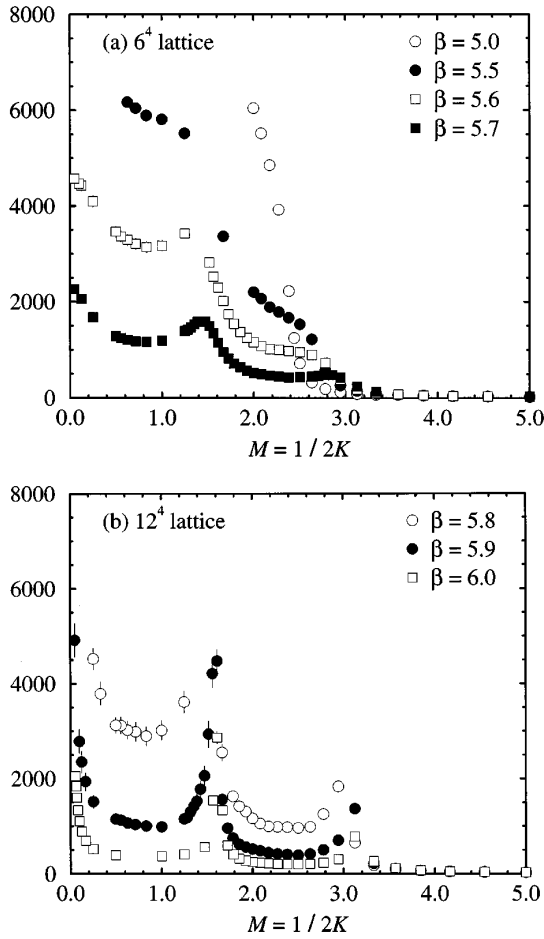 (a) 6⁴ lattice
β = 5.0
β = 5.5
β = 5.6
β = 5.7
8000
6000
4000
2000
0
0.0 1.0 2.0 3.0 4.0 5.0
M = 1 / 2K
(b) 12⁴ lattice
β = 5.8
β = 5.9
β = 6.0
8000
6000
4000
2000
0
0.0 1.0 2.0 3.0 4.0 5.0
M = 1 / 2K